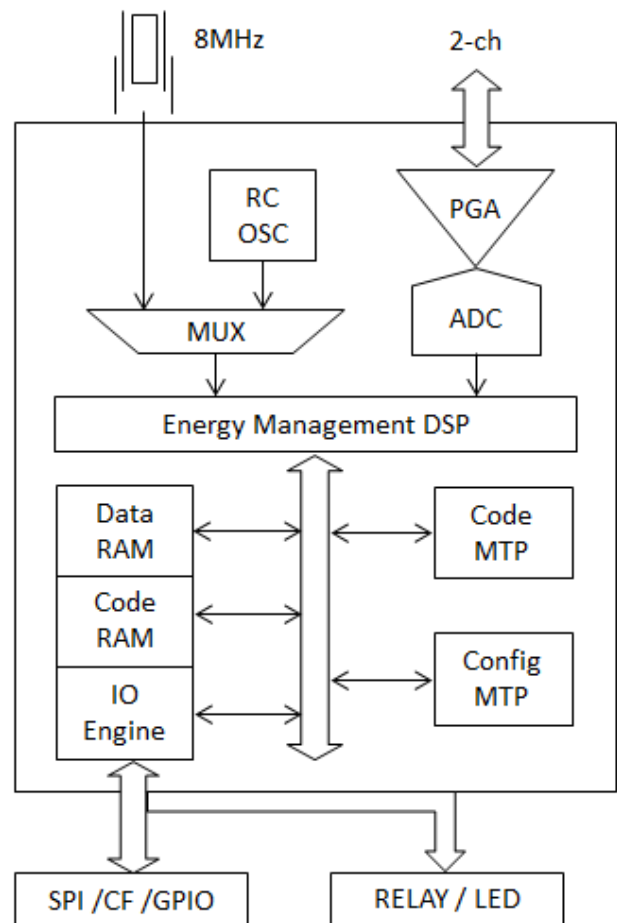 8MHz
2-ch
RC
OSC
PGA
MUX
ADC
Energy Management DSP
Data
RAM
Code
RAM
IO
Engine
Code
MTP
Config
MTP
SPI /CF /GPIO
RELAY / LED